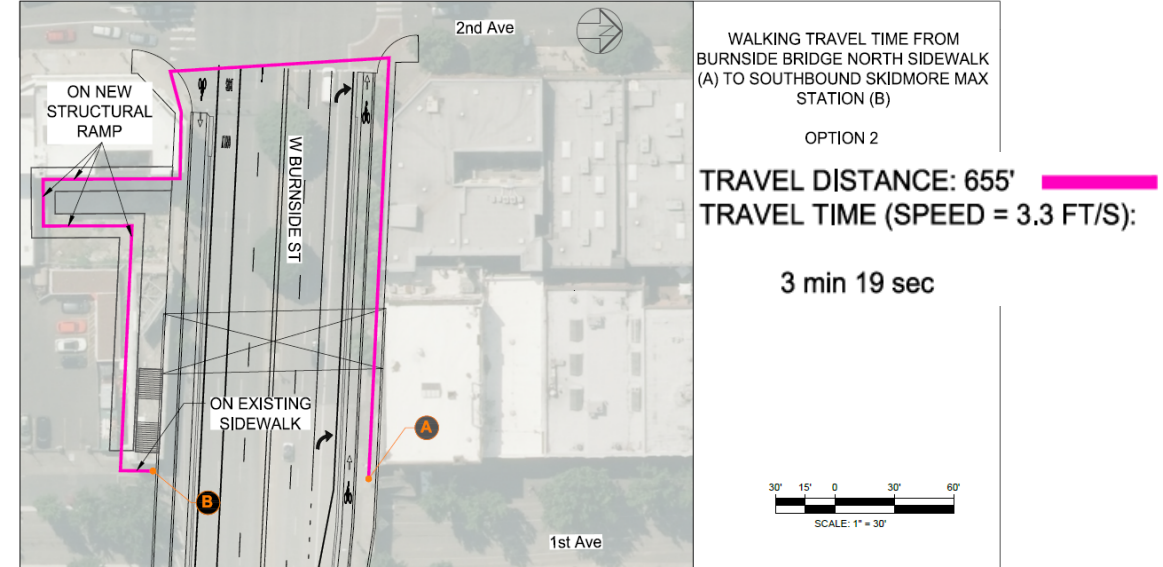 2nd Ave
ON NEW
STRUCTURAL
RAMP
W BURNSIDE ST
ON EXISTING
SIDEWALK
A
B
1st Ave
WALKING TRAVEL TIME FROM
BURNSIDE BRIDGE NORTH SIDEWALK
(A) TO SOUTHBOUND SKIDMORE MAX
STATION (B)
OPTION 2
TRAVEL DISTANCE: 655'
TRAVEL TIME (SPEED = 3.3 FT/S):
3 min 19 sec
30' 15' 0 30' 60'
SCALE: 1" = 30'